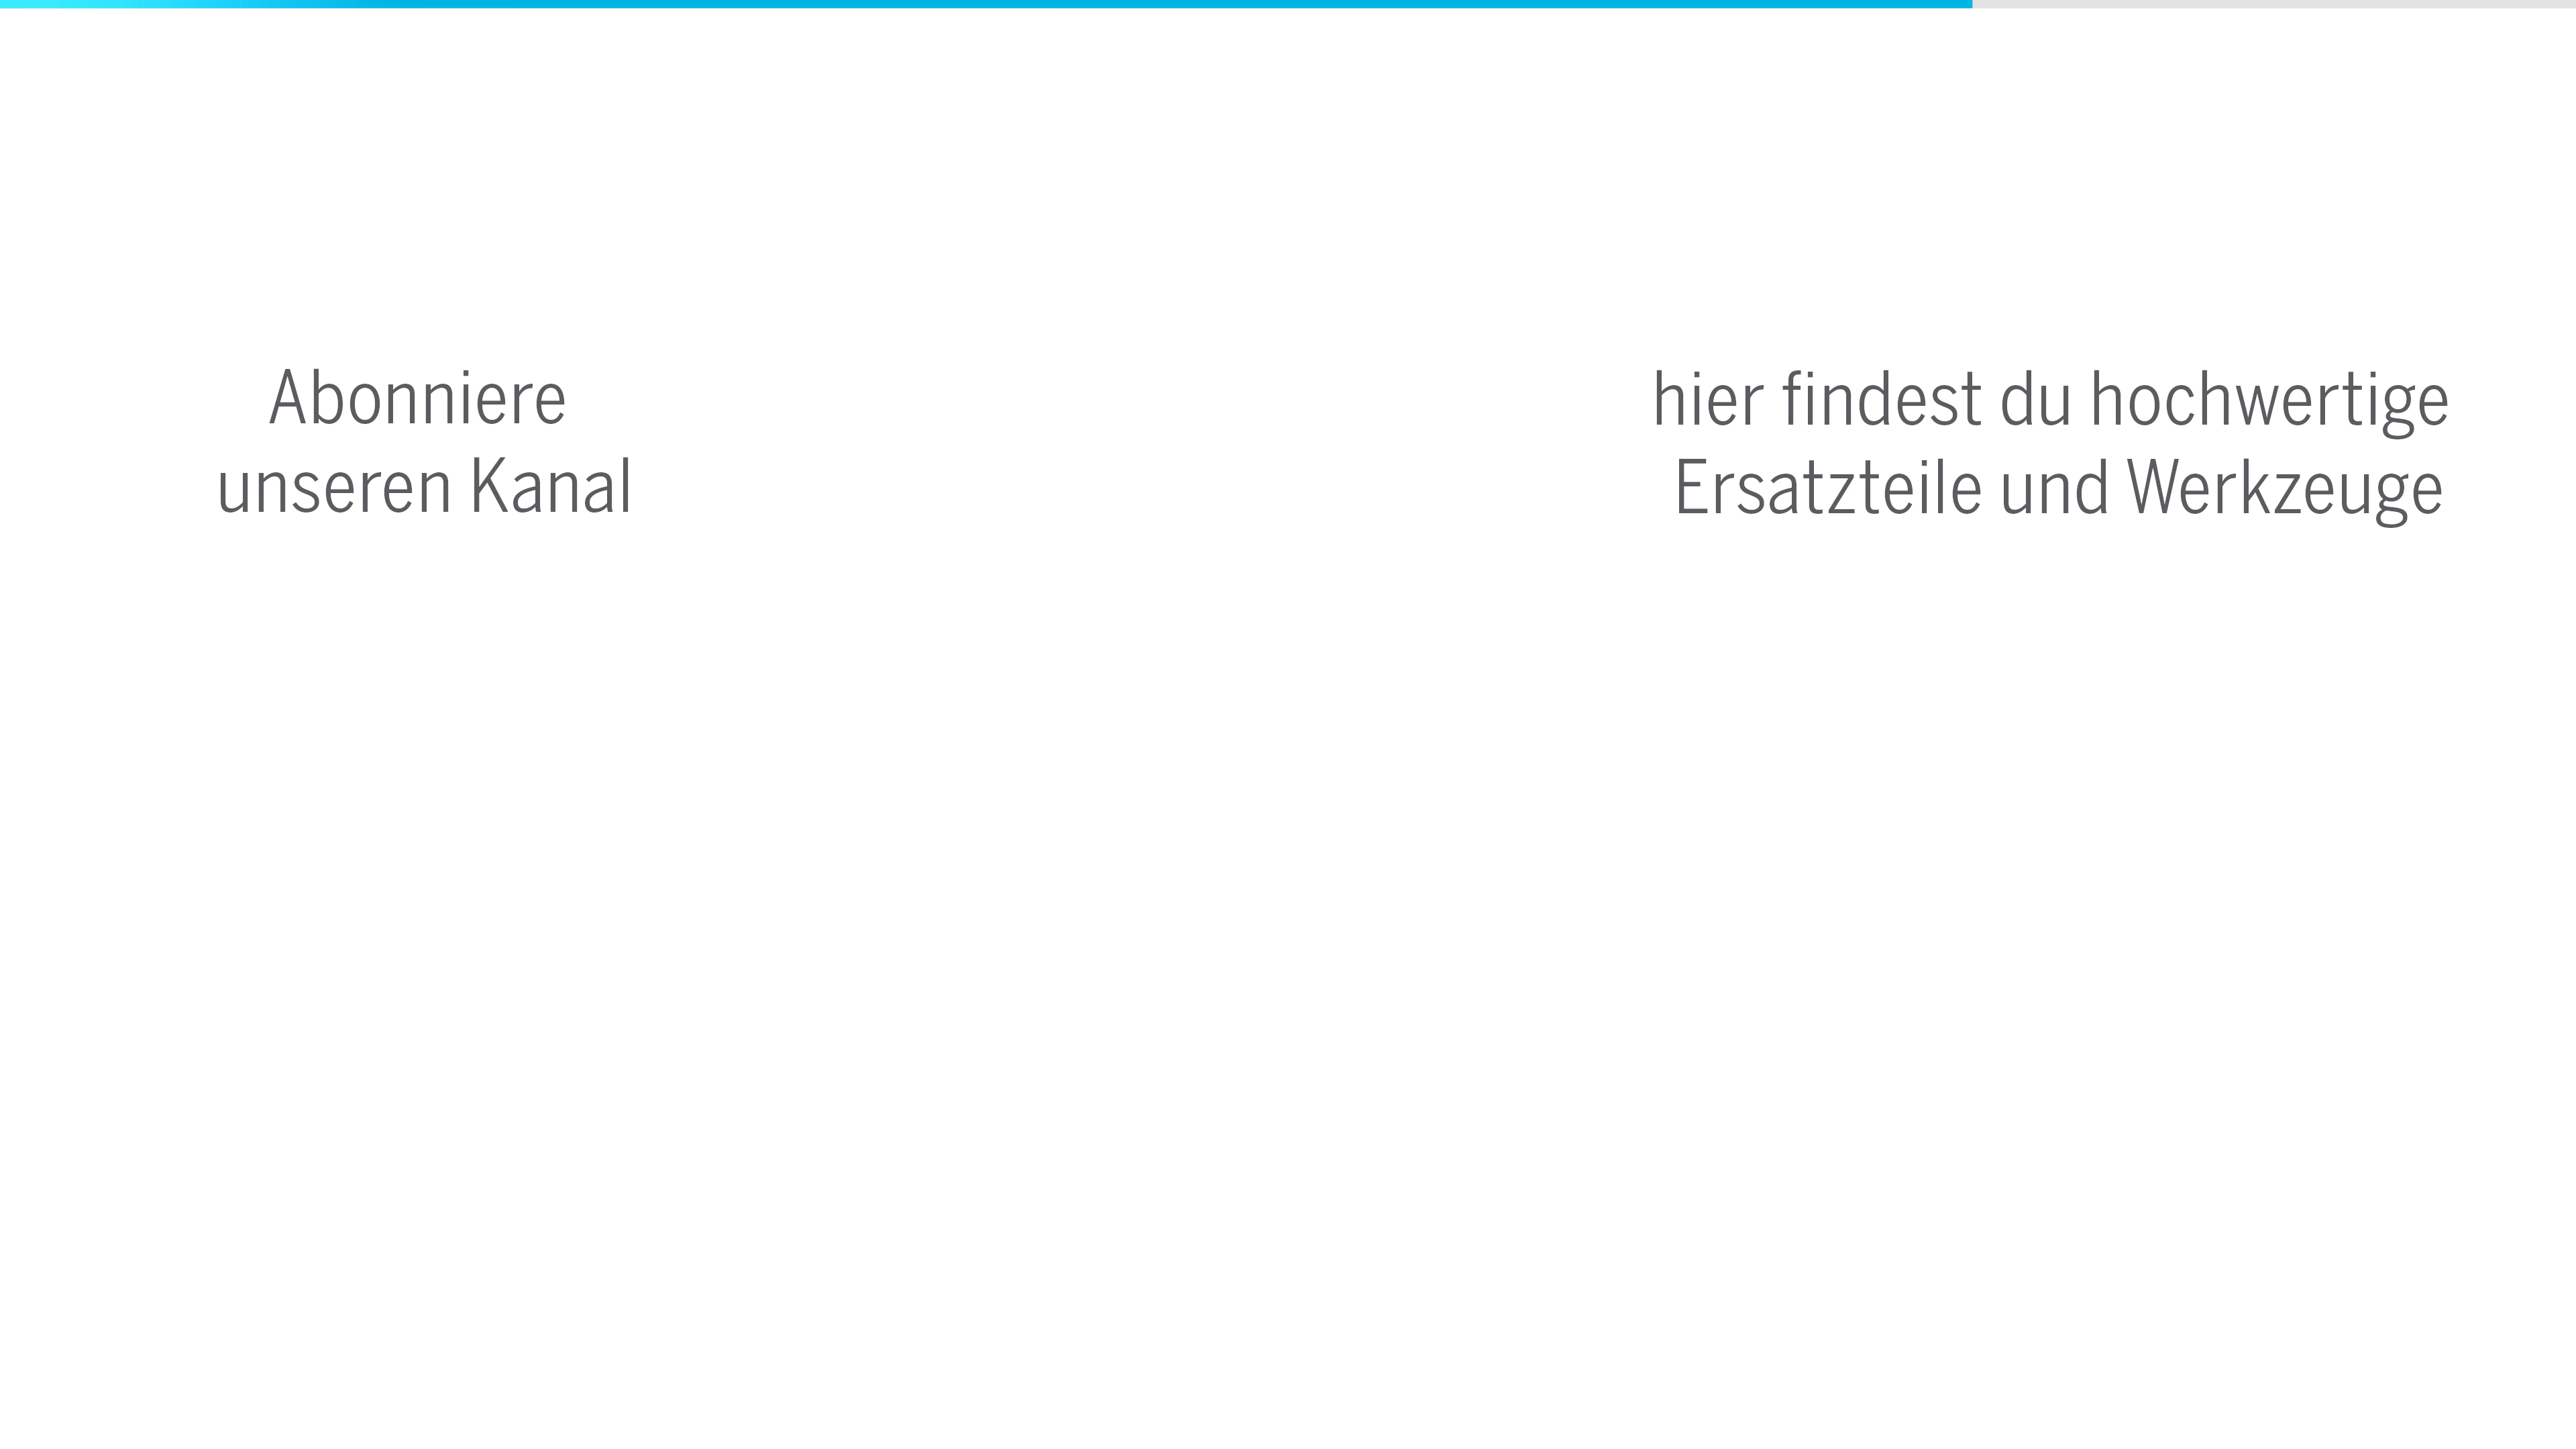 Abonniere
unseren Kanal
hier findest du hochwertige
Ersatzteile und Werkzeuge